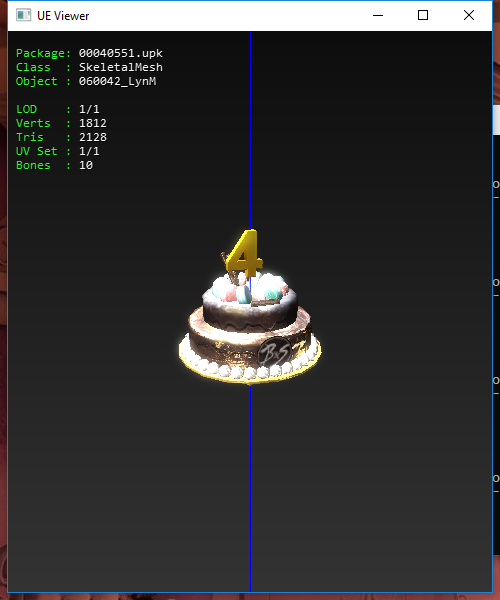 UE Viewer
Package: 00040551.upk
Class : SkeletalMesh
Object : 060042_LynM
LOD : 1/1
Verts : 1812
Tris : 2128
UV Set : 1/1
Bones : 10
4
B&S